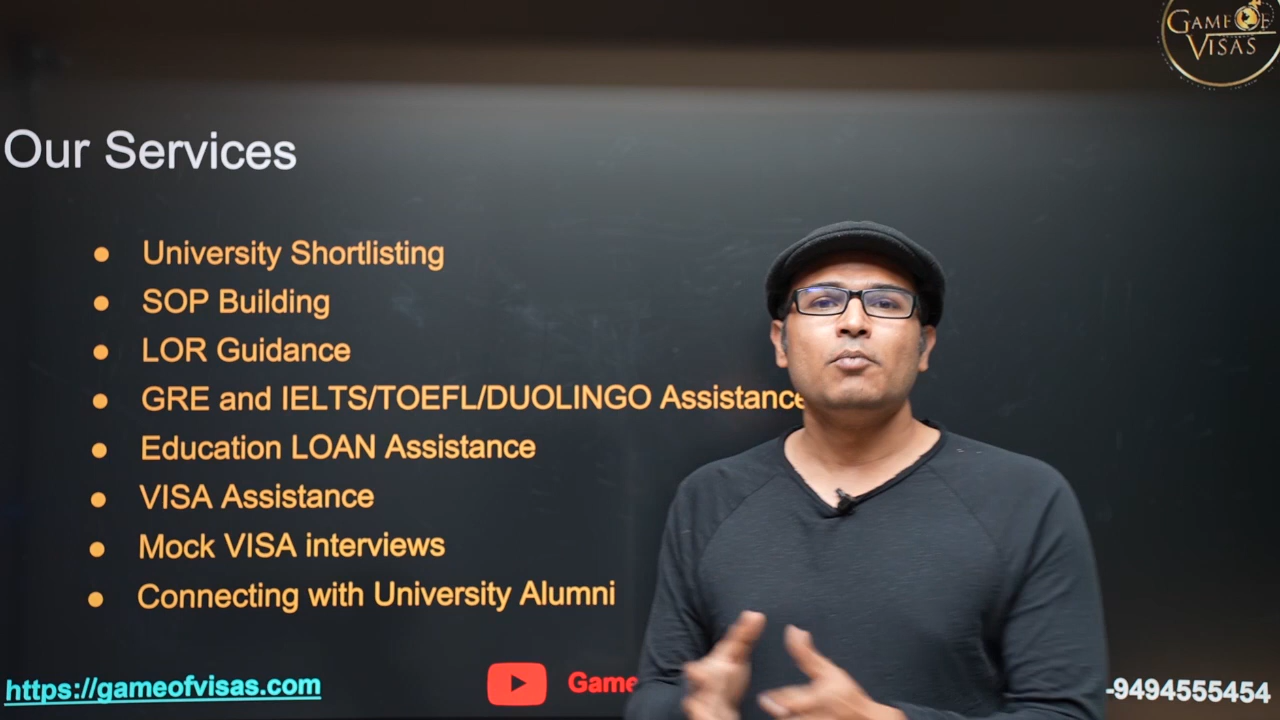 GAME OF
VISAS
Our Services
• University Shortlisting
• SOP Building
• LOR Guidance
• GRE and IELTS/TOEFL/DUOLINGO Assistance
• Education LOAN Assistance
• VISA Assistance
• Mock VISA interviews
• Connecting with University Alumni
https://gameofvisas.com
Game
-9494555454